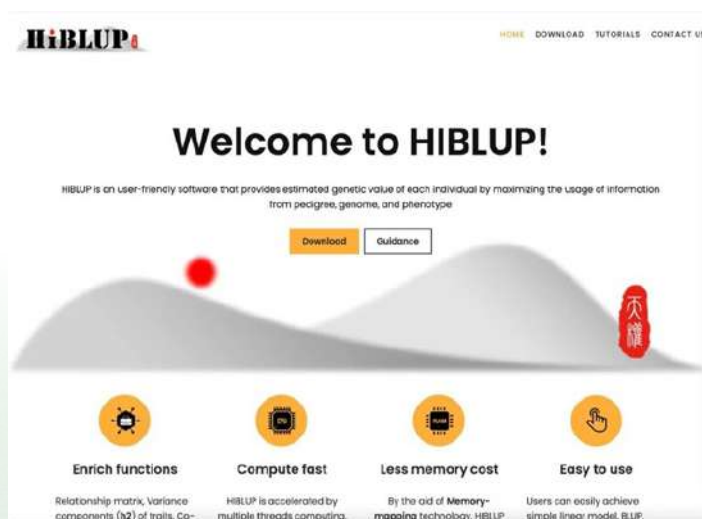 HiBLUP
HOME DOWNLOAD TUTORIALS CONTACT US
Welcome to HIBLUP!
HIBLUP is an user-friendly software that provides estimated genetic value of each individual by maximizing the usage of information
from pedigree, genome, and phenotype
Download Guidance
天
CPU
Enrich functions
Relationship matrix, Variance
components (h2) of traits, Co-
Compute fast
HIBLUP is accelerated by
multiple threads computing,
Less memory cost
By the aid of Memory-
mapping technology, HIBLUP
Easy to use
Users can easily achieve
simple linear model, BLUP,